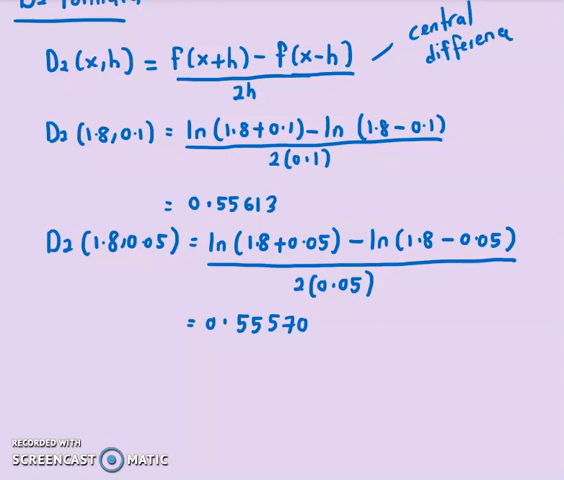 D2 formula
D2(x,h) = f(x+h) - f(x-h) / 2h
central difference
D2(1.8,0.1) = ln(1.8+0.1) - ln(1.8-0.1) / 2(0.1)
= 0.55613
D2(1.8,0.05) = ln(1.8+0.05) - ln(1.8-0.05) / 2(0.05)
= 0.55570
RECORDED WITH
SCREENCAST MATIC